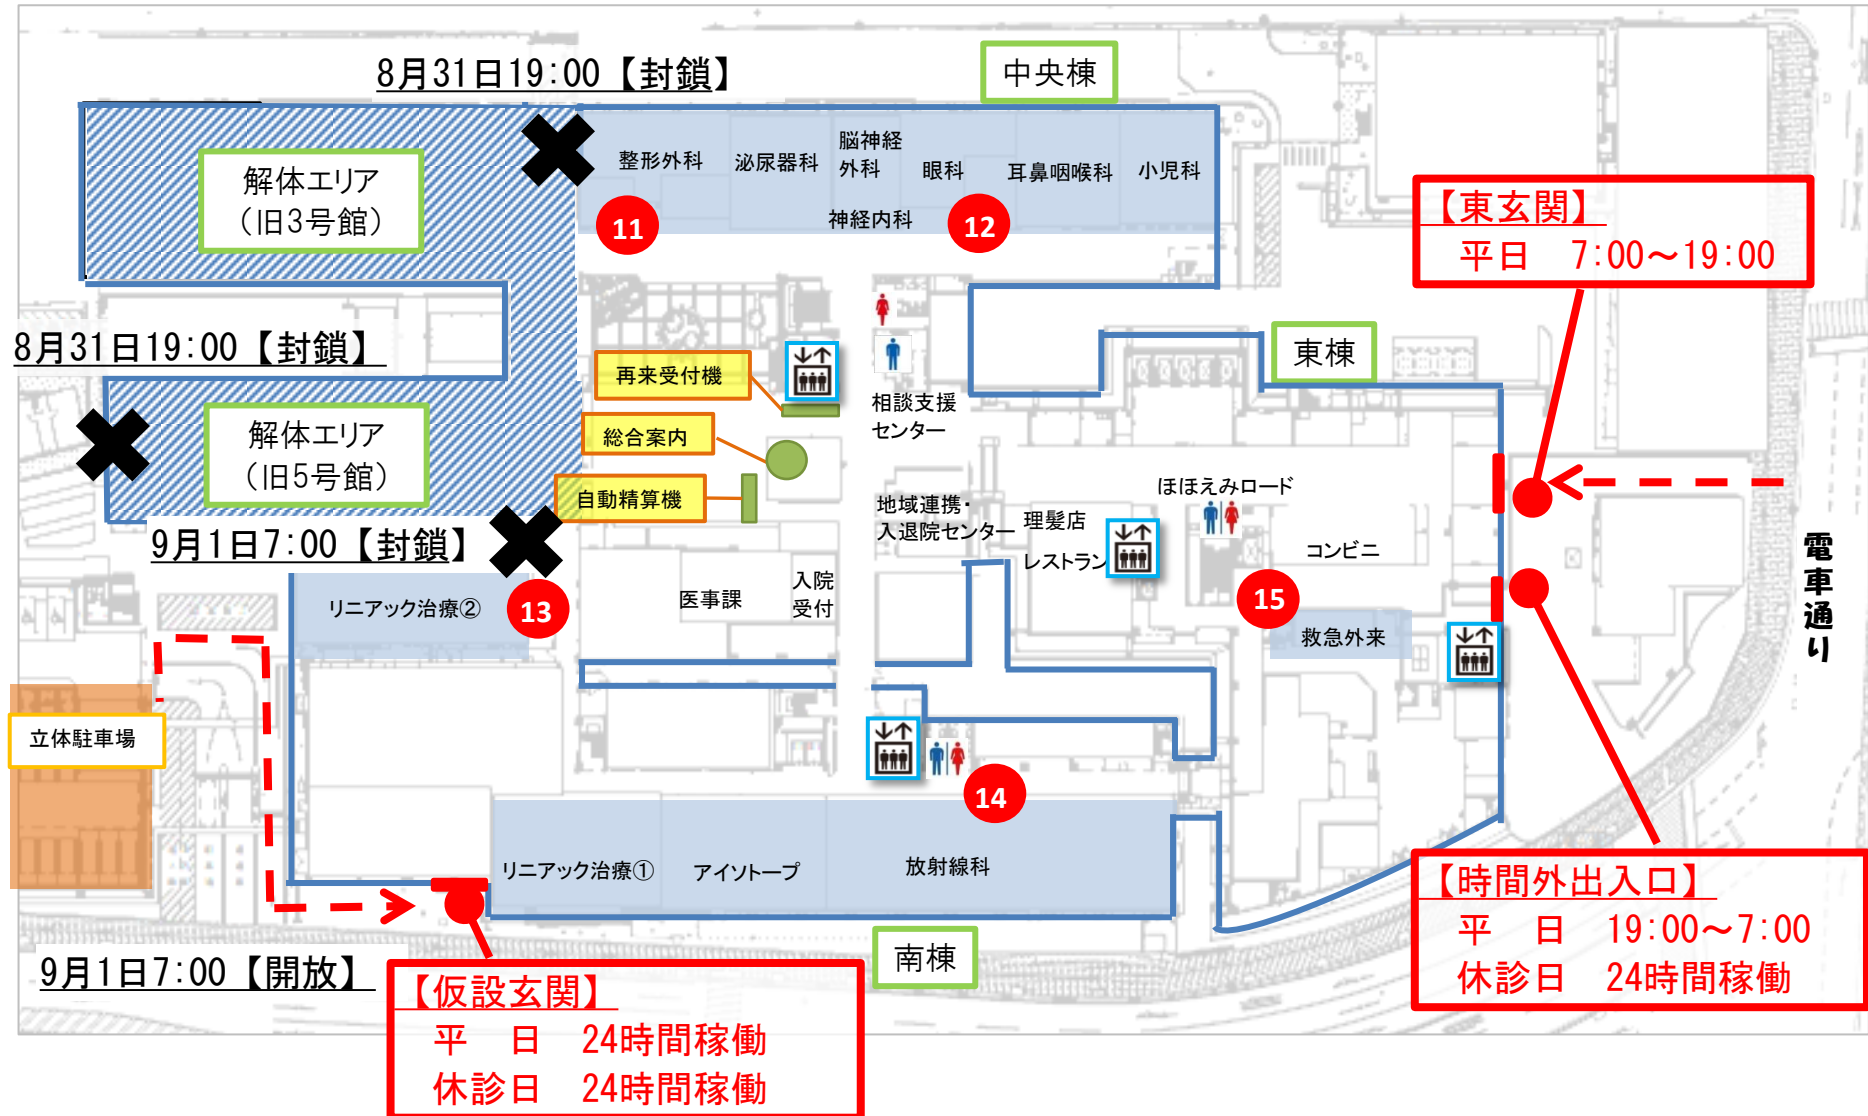 8月31日19:00【封鎖】
中央棟
解体エリア
（旧3号館）
整形外科
泌尿器科
脳神経
外科
眼科
耳鼻咽喉科
小児科
神経内科
11
12
【東玄関】
平日　7:00～19:00
8月31日19:00【封鎖】
再来受付機
東棟
相談支援
センター
解体エリア
（旧5号館）
総合案内
自動精算機
地域連携・
入退院センター
ほほえみロード
理髪店
レストラン
コンビニ
電車通り
9月1日7:00【封鎖】
リニアック治療②
13
医事課
入院
受付
15
救急外来
立体駐車場
14
リニアック治療①
アイソトープ
放射線科
【時間外出入口】
平　日　19:00～7:00
休診日　24時間稼働
南棟
9月1日7:00【開放】
【仮設玄関】
平　日　24時間稼働
休診日　24時間稼働